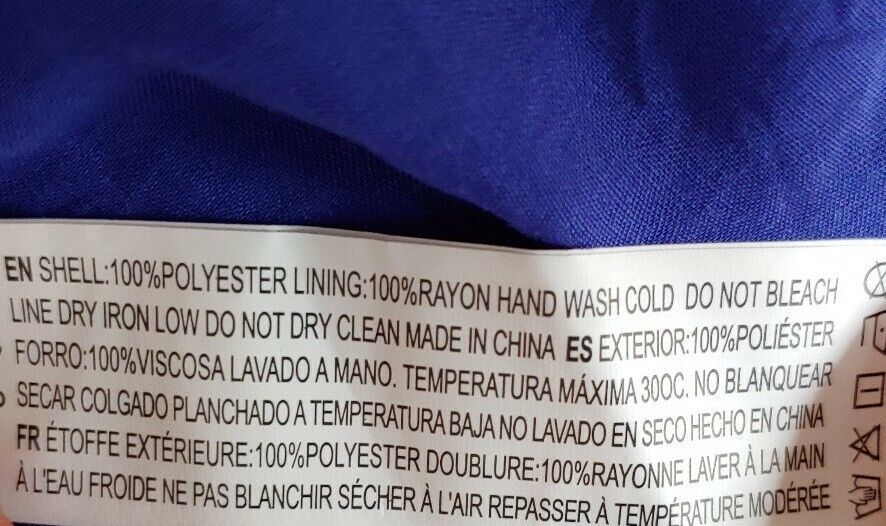 EN SHELL:100%POLYESTER LINING:100%RAYON HAND WASH COLD DO NOT BLEACH
LINE DRY IRON LOW DO NOT DRY CLEAN MADE IN CHINA ES EXTERIOR:100%POLIÉSTER
FORRO:100%VISCOSA LAVADO A MANO. TEMPERATURA MÁXIMA 30OC. NO BLANQUEAR
SECAR COLGADO PLANCHADO A TEMPERATURA BAJA NO LAVADO EN SECO HECHO EN CHINA
FR ÉTOFFE EXTÉRIEURE:100%POLYESTER DOUBLURE:100%RAYONNE LAVER À LA MAIN
À L'EAU FROIDE NE PAS BLANCHIR SÉCHER À L'AIR REPASSER À TEMPÉRATURE MODÉRÉE